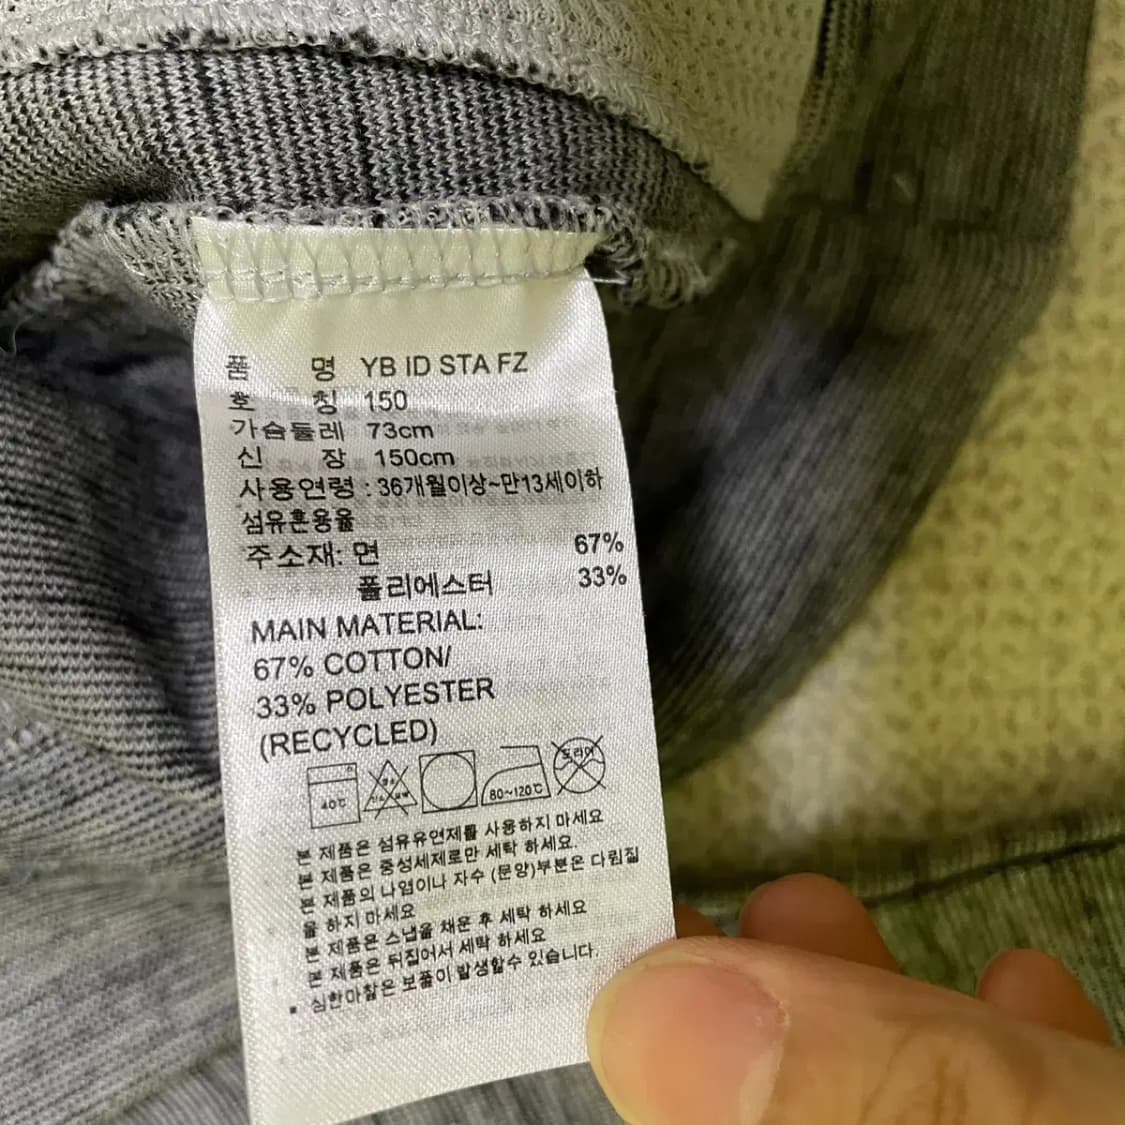 품 명 YB ID STA FZ
호 칭 150
가슴둘레 73cm
신 장 150cm
사용연령 : 36개월이상~만13세이하
섬유혼용율
주소재: 면 67%
폴리에스터 33%
MAIN MATERIAL:
67% COTTON/
33% POLYESTER
(RECYCLED)
40℃ 80~120℃ 드라이
본 제품은 섬유유연제를 사용하지 마세요
본 제품은 중성세제로만 세탁 하세요.
본 제품의 나염이나 자수 (문양)부분은 다림질
을 하지 마세요
본 제품은 스냅을 채운 후 세탁 하세요
본 제품은 뒤집어서 세탁 하세요
▪ 심한마찰은 보풀이 발생할수 있습니다.